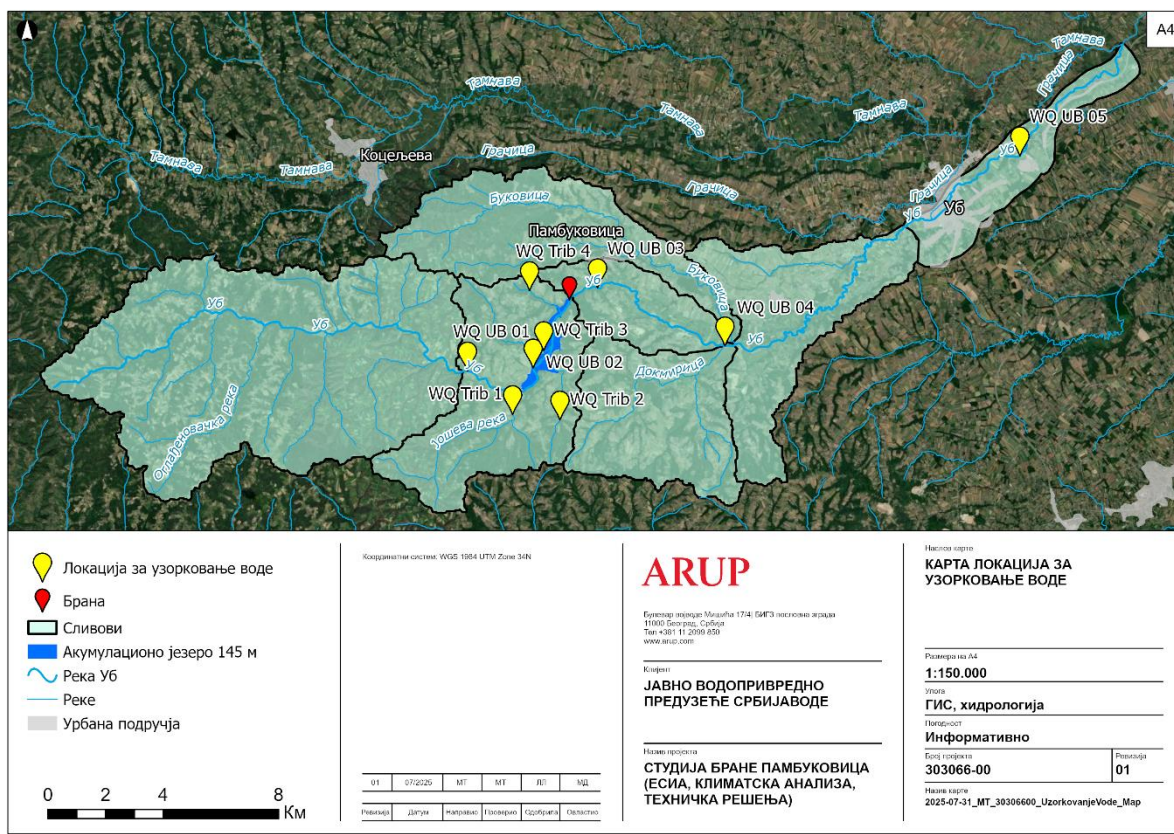 A4
Тамнава
Грачица
Тамнава
Тамнава
Тамнава
WQ UB 05
Уб
Коцељева
Тамнава
Тамнава
Грачица
Грачица
Грачица
Уб
Уб
Буковица
Памбуковица
WQ Trib 4
WQ UB 03
Уб
Буковица
WQ UB 04
Уб
Уб
Уб
WQ UB 01
WQ Trib 3
WQ UB 02
Уб
Докмирица
WQ Trib 1
WQ Trib 2
Јошева река
Оглађеновачка река
Локација за узорковање воде
Брана
Сливови
Акумулационо језеро 145 м
Река Уб
Реке
Урбана подручја
0 2 4 8
Км
Координатни систем: WGS 1984 UTM Zone 34N
01 07/2025 МТ МТ ЛЛ МД
Ревизија Датум Направио Проверио Одобрила Овластио
ARUP
Булевар војводе Мишића 17/4| БИГЗ пословна зграда
11000 Београд, Србија
Тел +381 11 2099 850
www.arup.com
Клијент
ЈАВНО ВОДОПРИВРЕДНО
ПРЕДУЗЕЋЕ СРБИЈАВОДЕ
Назив пројекта
СТУДИЈА БРАНЕ ПАМБУКОВИЦА
(ЕСИА, КЛИМАТСКА АНАЛИЗА,
ТЕХНИЧКА РЕШЕЊА)
Наслов карте
КАРТА ЛОКАЦИЈА ЗА
УЗОРКОВАЊЕ ВОДЕ
Размера на А4
1:150.000
Улога
ГИС, хидрологија
Погодност
Информативно
Број пројекта
303066-00
Ревизија
01
Назив карте
2025-07-31_MT_30306600_UzorkovanjeVode_Map